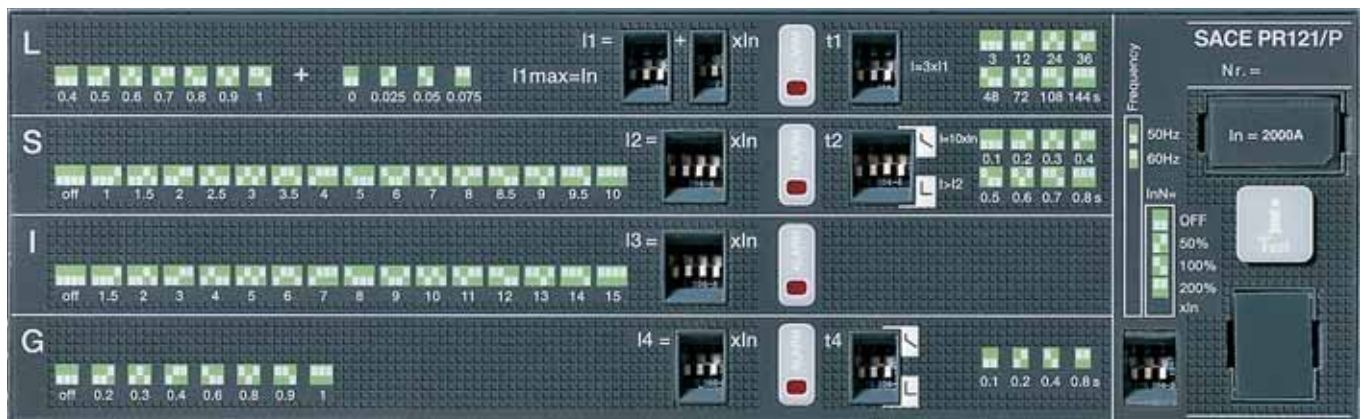 L
0.4 0.5 0.6 0.7 0.8 0.9 1 + 0 0.025 0.05 0.075
I1 = + xIn
I1max=In
t1
I=3xI1
3 12 24 36
48 72 108 144 s
S
off 1 1.5 2 2.5 3 3.5 4 5 6 7 8 8.5 9 9.5 10
I2= xIn
t2
I=10xIn
I>I2
0.1 0.2 0.3 0.4
0.5 0.6 0.7 0.8 s
I
off 1.5 2 3 4 5 6 7 8 9 10 11 12 13 14 15
I3 = xIn
G
off 0.2 0.3 0.4 0.6 0.8 0.9 1
I4 = xIn
t4
0.1 0.2 0.4 0.8 s
Frequency
50Hz
60Hz
InN=
OFF
50%
100%
200%
xIn
SACE PR121/P
Nr. =
In = 2000A
Test